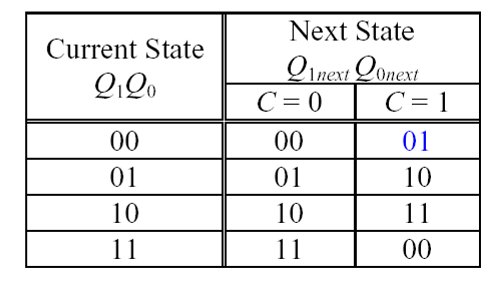 Current State
Q1Q0
Next State
Q1next Q0next
C = 0 C = 1
00 00 01
01 01 10
10 10 11
11 11 00